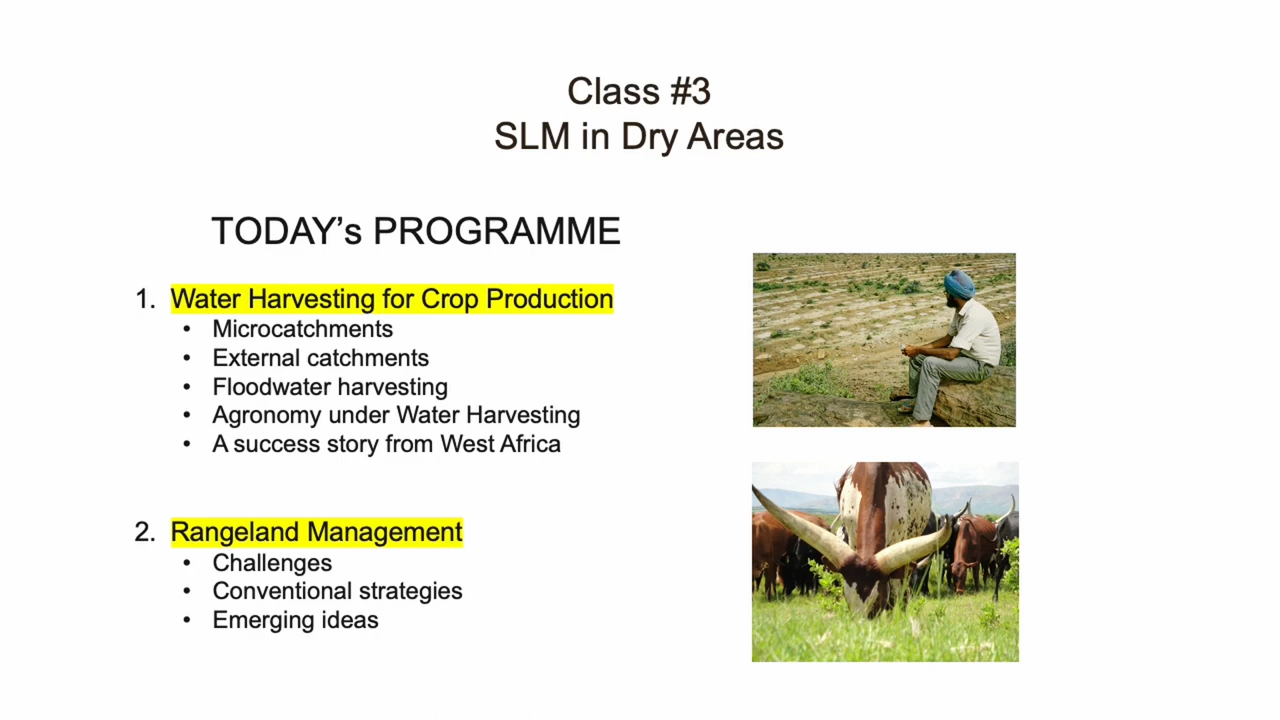 Class #3
SLM in Dry Areas
TODAY’s PROGRAMME
1. Water Harvesting for Crop Production
• Microcatchments
• External catchments
• Floodwater harvesting
• Agronomy under Water Harvesting
• A success story from West Africa
2. Rangeland Management
• Challenges
• Conventional strategies
• Emerging ideas